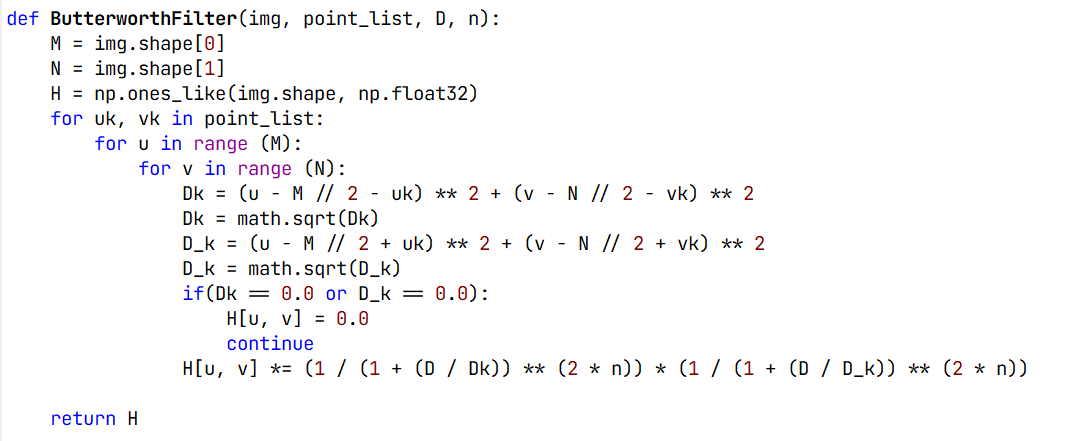 def ButterworthFilter(img, point_list, D, n):
    M = img.shape[0]
    N = img.shape[1]
    H = np.ones_like(img.shape, np.float32)
    for uk, vk in point_list:
        for u in range (M):
            for v in range (N):
                Dk = (u - M // 2 - uk) ** 2 + (v - N // 2 - vk) ** 2
                Dk = math.sqrt(Dk)
                D_k = (u - M // 2 + uk) ** 2 + (v - N // 2 + vk) ** 2
                D_k = math.sqrt(D_k)
                if(Dk == 0.0 or D_k == 0.0):
                    H[u, v] = 0.0
                    continue
                H[u, v] *= (1 / (1 + (D / Dk)) ** (2 * n)) * (1 / (1 + (D / D_k)) ** (2 * n))
    return H